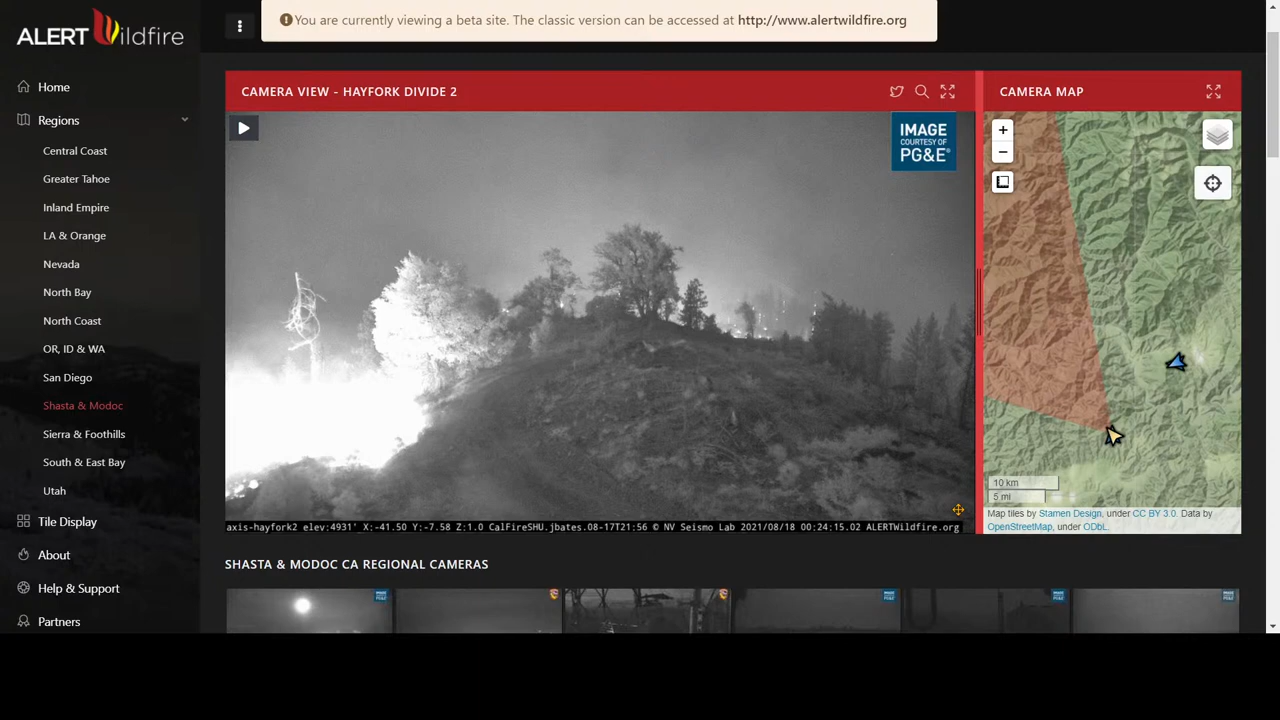 ALERT Wildfire
You are currently viewing a beta site. The classic version can be accessed at http://www.alertwildfire.org
Home
Regions
Central Coast
Greater Tahoe
Inland Empire
LA & Orange
Nevada
North Bay
North Coast
OR, ID & WA
San Diego
Shasta & Modoc
Sierra & Foothills
South & East Bay
Utah
Tile Display
About
Help & Support
Partners
CAMERA VIEW - HAYFORK DIVIDE 2
IMAGE
COURTESY OF
PG&E®
axis-hayfork2 elev:4931' X:-41.50 Y:-7.58 Z:1.0 CalFireSHU.jbates.08-17T21:56 © NV Seismo Lab 2021/08/18 00:24:15.02 ALERTWildfire.org
CAMERA MAP
+
−
10 km
5 mi
Map tiles by Stamen Design, under CC BY 3.0. Data by
OpenStreetMap, under ODbL.
SHASTA & MODOC CA REGIONAL CAMERAS